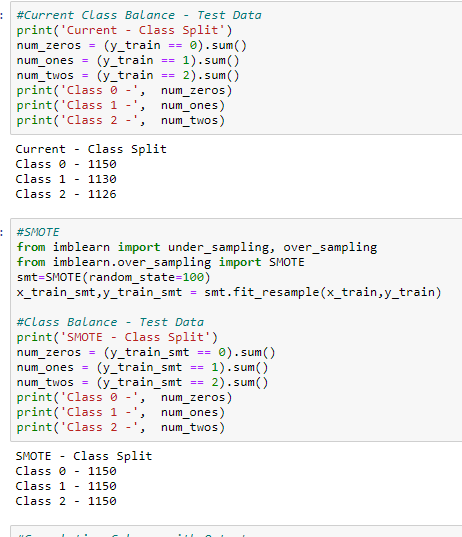 #Current Class Balance - Test Data
print('Current - Class Split')
num_zeros = (y_train == 0).sum()
num_ones = (y_train == 1).sum()
num_twos = (y_train == 2).sum()
print('Class 0 -',  num_zeros)
print('Class 1 -',  num_ones)
print('Class 2 -',  num_twos)
Current - Class Split
Class 0 - 1150
Class 1 - 1130
Class 2 - 1126
#SMOTE
from imblearn import under_sampling, over_sampling
from imblearn.over_sampling import SMOTE
smt=SMOTE(random_state=100)
x_train_smt,y_train_smt = smt.fit_resample(x_train,y_train)
#Class Balance - Test Data
print('SMOTE - Class Split')
num_zeros = (y_train_smt == 0).sum()
num_ones = (y_train_smt == 1).sum()
num_twos = (y_train_smt == 2).sum()
print('Class 0 -',  num_zeros)
print('Class 1 -',  num_ones)
print('Class 2 -',  num_twos)
SMOTE - Class Split
Class 0 - 1150
Class 1 - 1150
Class 2 - 1150